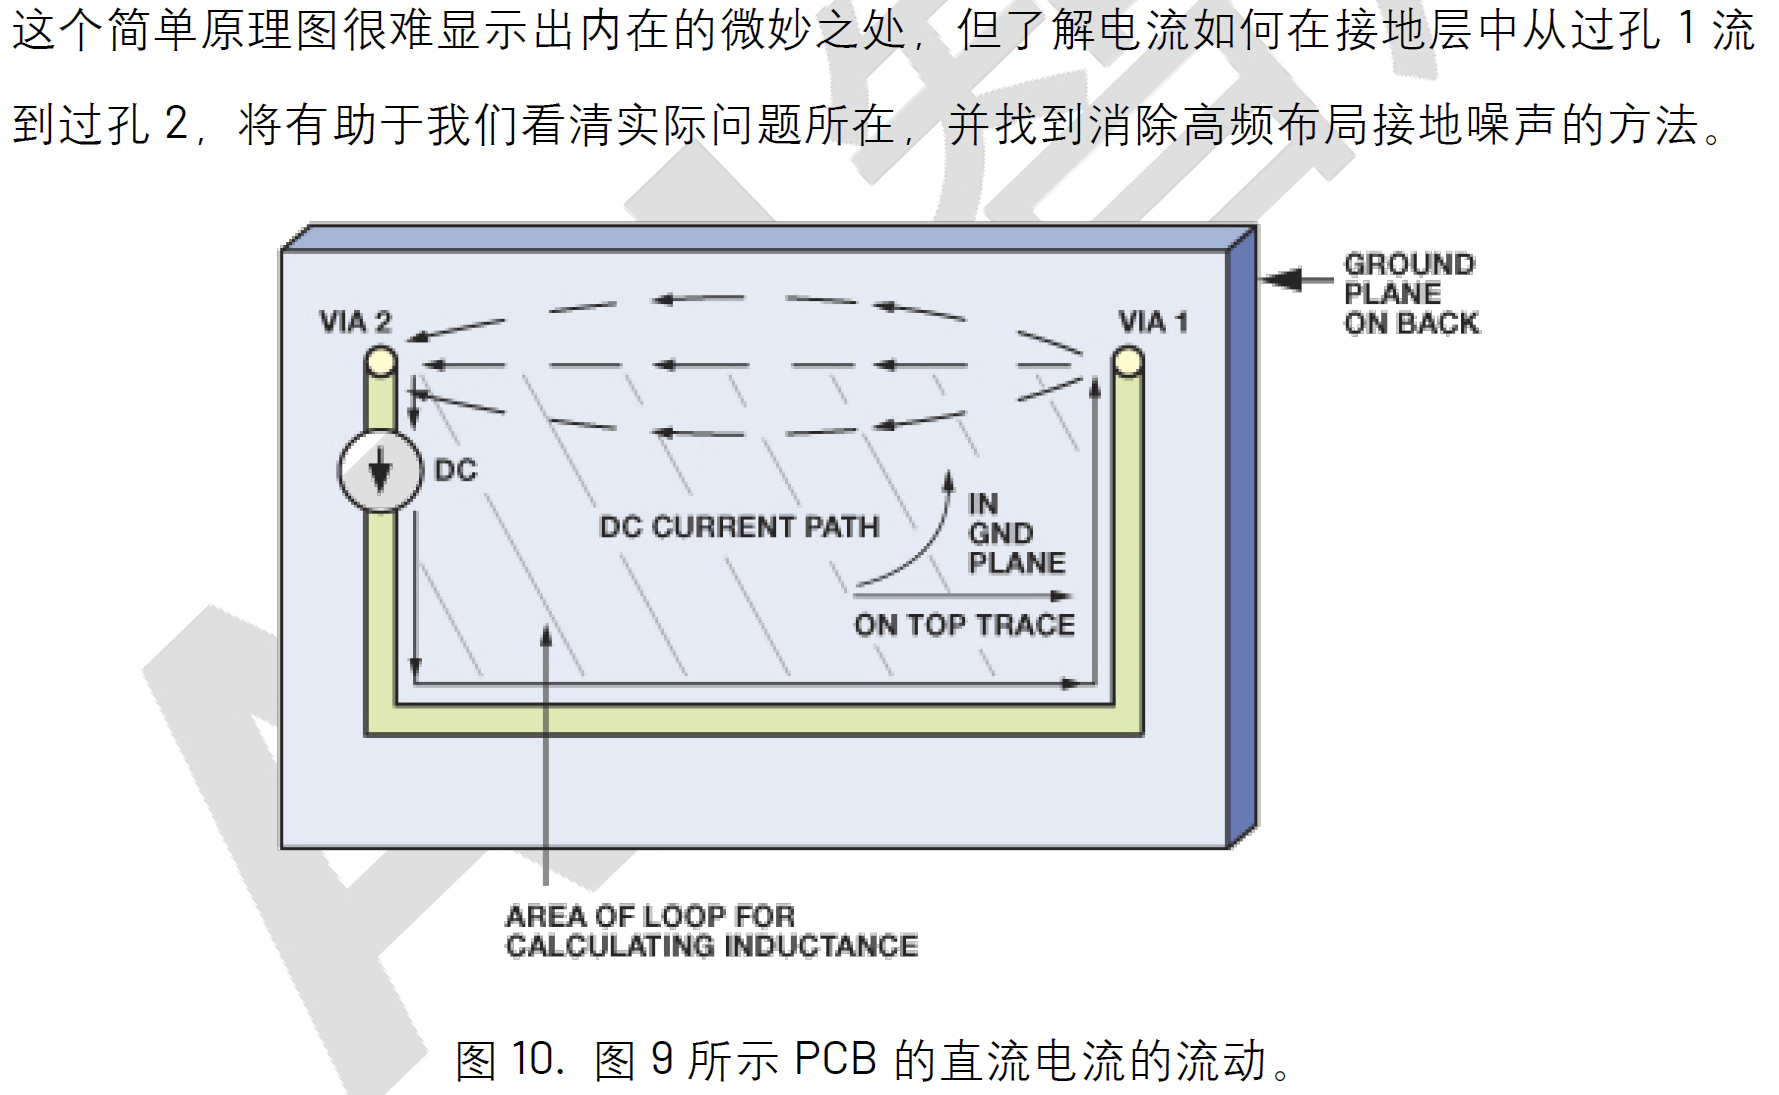 这个简单原理图很难显示出内在的微妙之处，但了解电流如何在接地层中从过孔 1 流
到过孔 2，将有助于我们看清实际问题所在，并找到消除高频布局接地噪声的方法。
GROUND
PLANE
ON BACK
VIA 2
VIA 1
DC
IN
GND
PLANE
DC CURRENT PATH
ON TOP TRACE
AREA OF LOOP FOR
CALCULATING INDUCTANCE
图 10. 图 9 所示 PCB 的直流电流的流动。